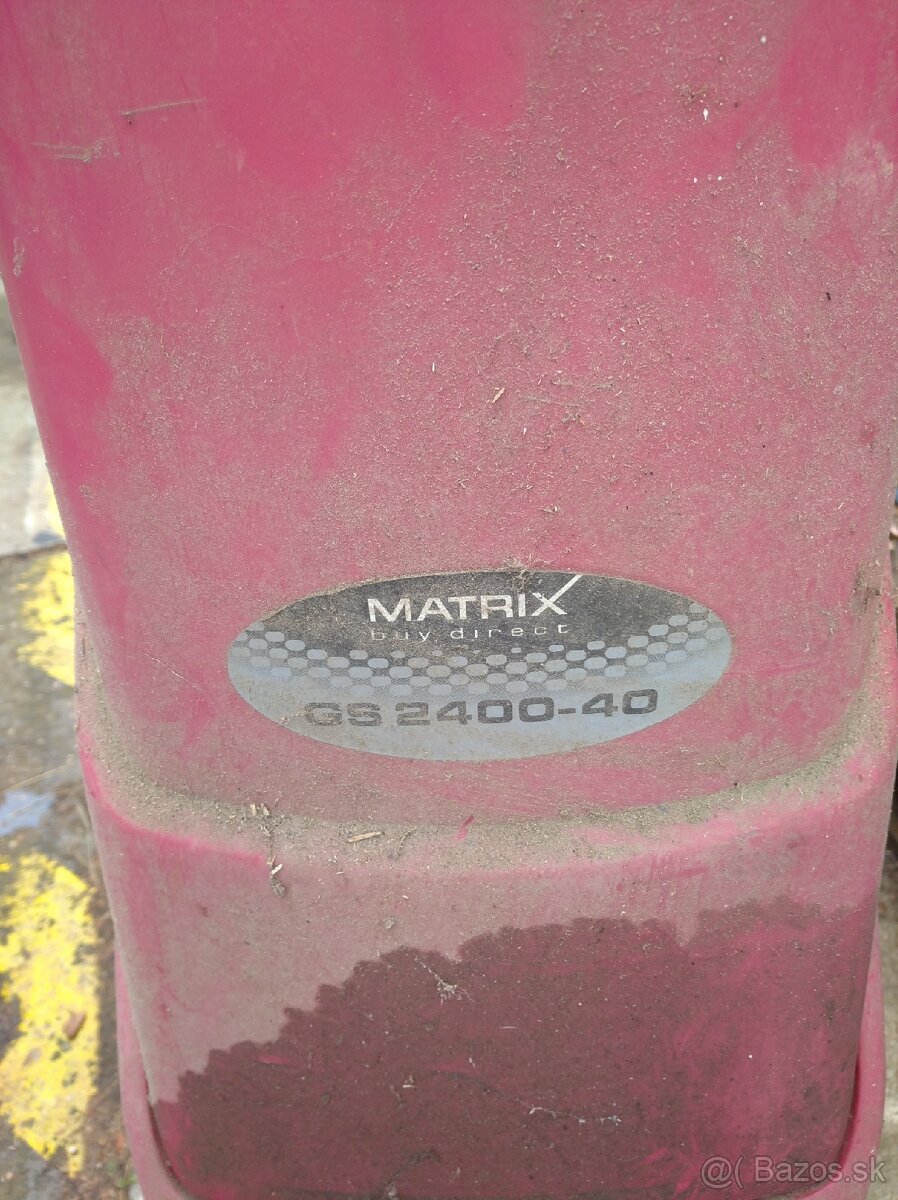 MATRIX
buy direct
GS 2400-40
@( Bazos.sk